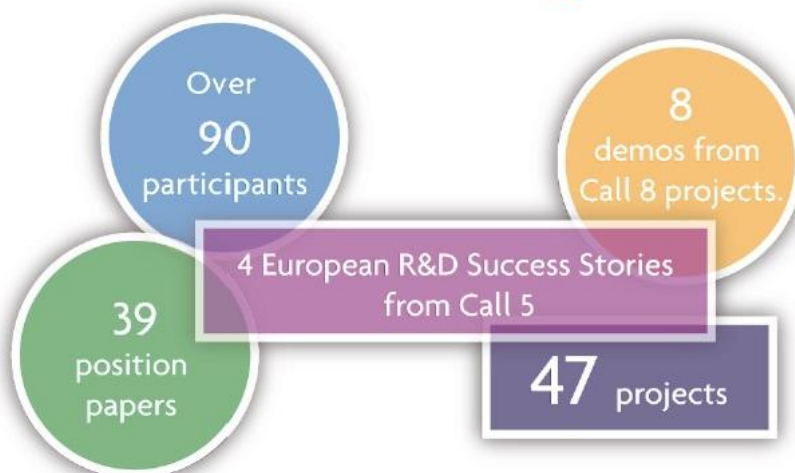 Over
90
participants
8
demos from
Call 8 projects.
4 European R&D Success Stories
from Call 5
39
position
papers
47 projects